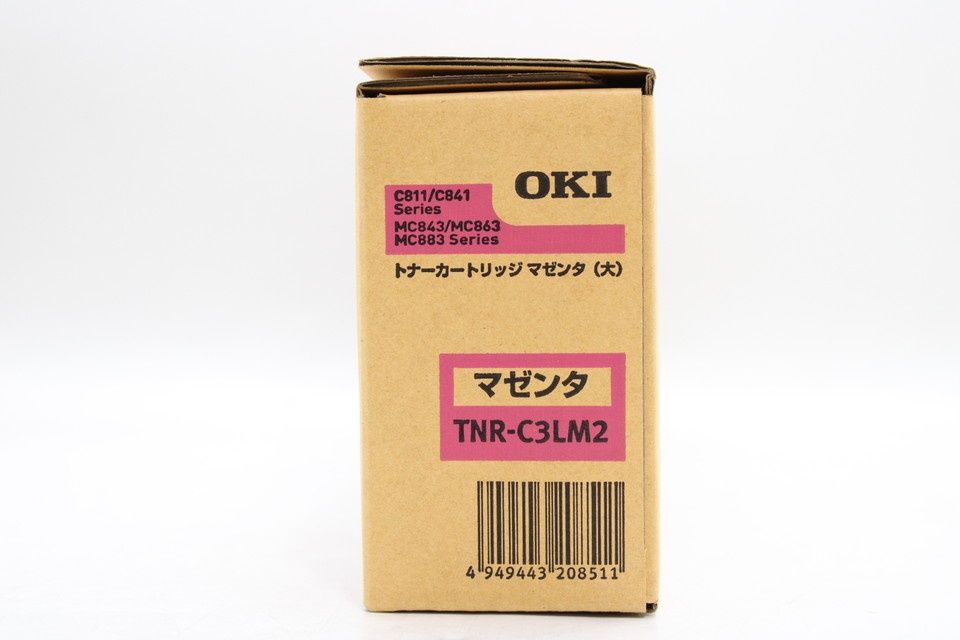 OKI
C811/C841
Series
MC843/MC863
MC883 Series
トナーカートリッジ マゼンタ（大）
マゼンタ
TNR-C3LM2
4 949443 208511